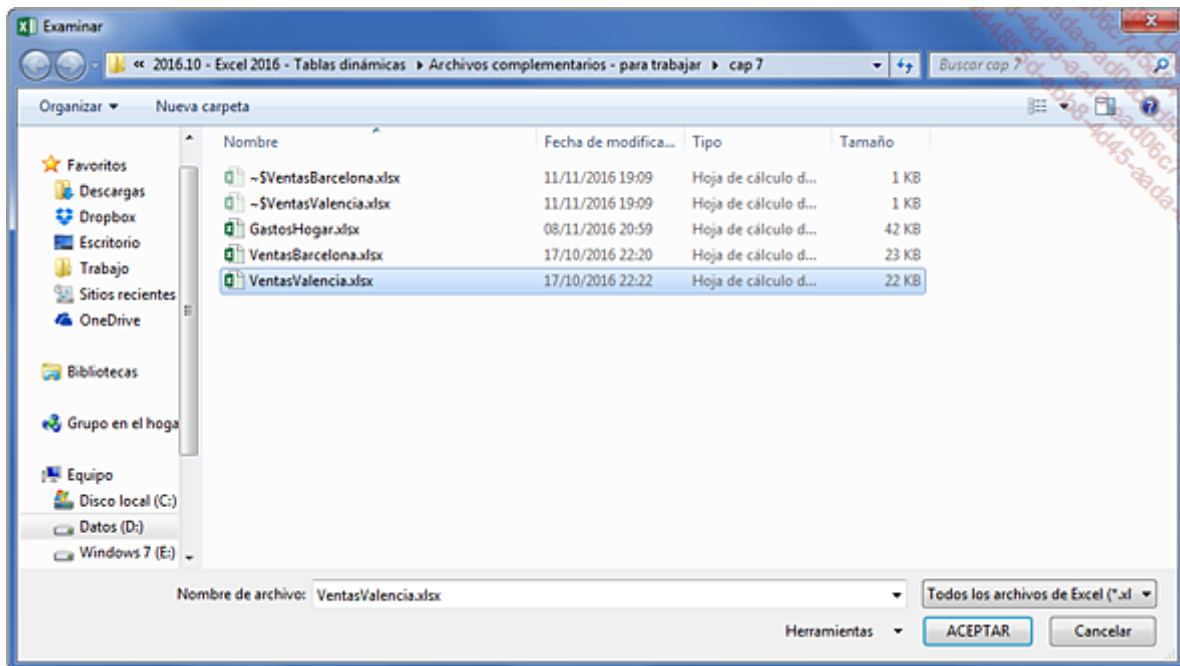 Examinar
« 2016.10 - Excel 2016 - Tablas dinámicas ▸ Archivos complementarios - para trabajar ▸ cap 7
Buscar cap 7
Organizar
Nueva carpeta
Nombre Fecha de modifica... Tipo Tamaño
~$VentasBarcelona.xlsx 11/11/2016 19:09 Hoja de cálculo d... 1 KB
~$VentasValencia.xlsx 11/11/2016 19:09 Hoja de cálculo d... 1 KB
GastosHogar.xlsx 08/11/2016 20:59 Hoja de cálculo d... 42 KB
VentasBarcelona.xlsx 17/10/2016 22:20 Hoja de cálculo d... 23 KB
VentasValencia.xlsx 17/10/2016 22:22 Hoja de cálculo d... 22 KB
Favoritos
Descargas
Dropbox
Escritorio
Trabajo
Sitios recientes
OneDrive
Bibliotecas
Grupo en el hoga
Equipo
Disco local (C:)
Datos (D:)
Windows 7 (E:)
Nombre de archivo: VentasValencia.xlsx
Todos los archivos de Excel (*.xl
Herramientas
ACEPTAR
Cancelar